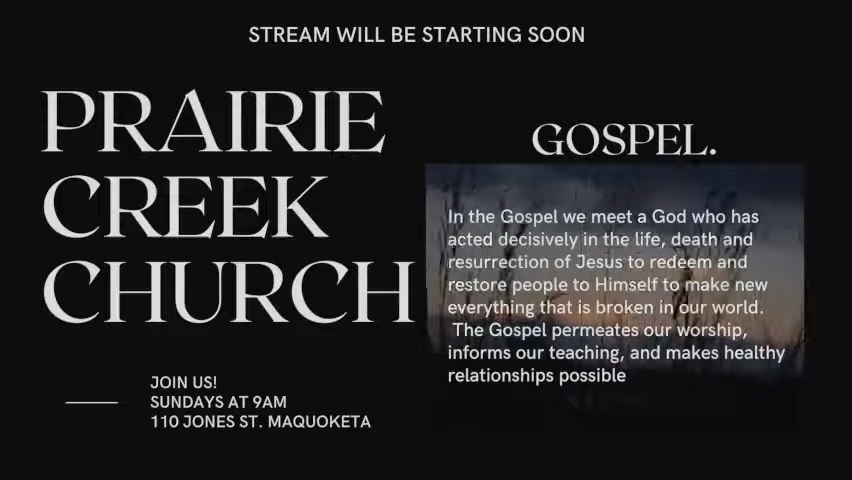 STREAM WILL BE STARTING SOON
PRAIRIE
CREEK
CHURCH
JOIN US!
SUNDAYS AT 9AM
110 JONES ST. MAQUOKETA
GOSPEL.
In the Gospel we meet a God who has
acted decisively in the life, death and
resurrection of Jesus to redeem and
restore people to Himself to make new
everything that is broken in our world.
The Gospel permeates our worship,
informs our teaching, and makes healthy
relationships possible